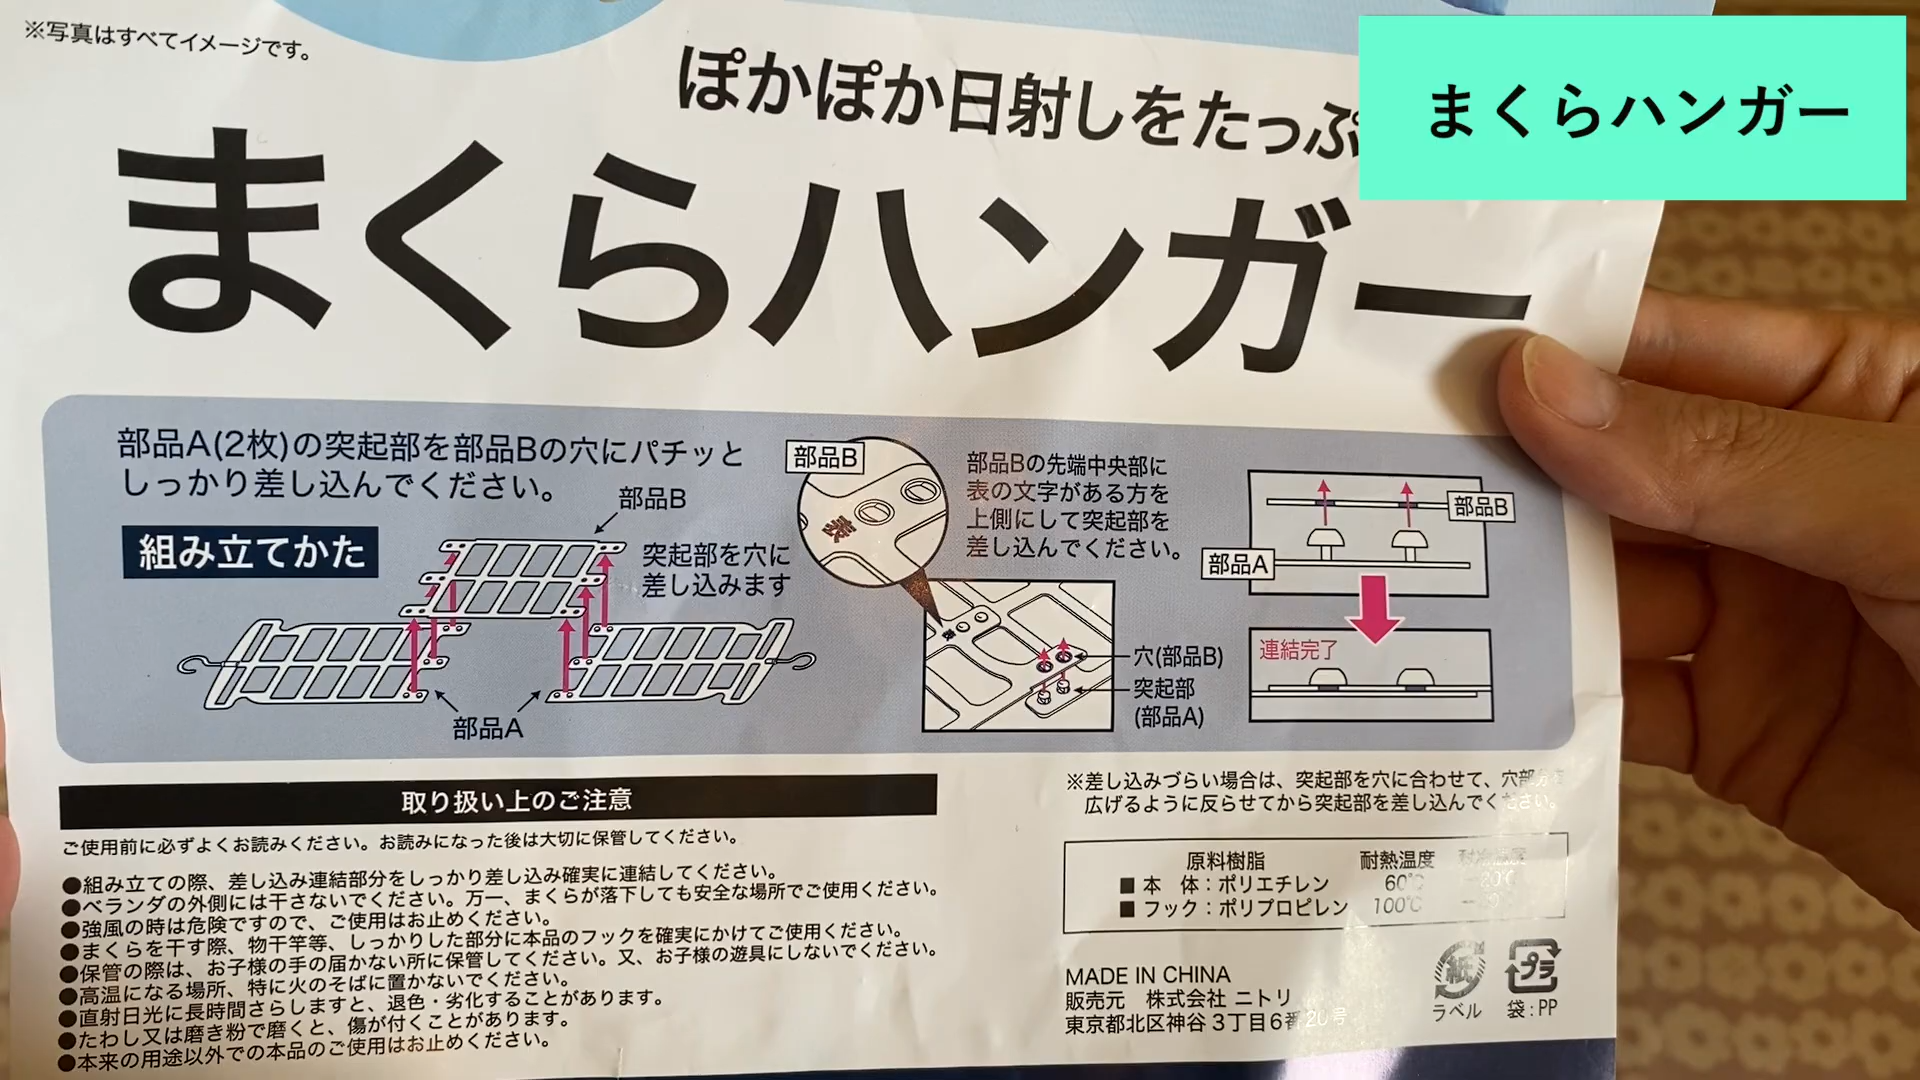 ※写真はすべてイメージです。
ぽかぽか日射しをたっぷ
まくらハンガー
まくらハンガー
部品A(2枚)の突起部を部品Bの穴にパチッと
しっかり差し込んでください。
組み立てかた
部品B
突起部を穴に
差し込みます
部品A
部品B
表
部品Bの先端中央部に
表の文字がある方を
上側にして突起部を
差し込んでください。
穴(部品B)
突起部
(部品A)
部品B
部品A
連結完了
取り扱い上のご注意
ご使用前に必ずよくお読みください。お読みになった後は大切に保管してください。
●組み立ての際、差し込み連結部分をしっかり差し込み確実に連結してください。
●ベランダの外側には干さないでください。万一、まくらが落下しても安全な場所でご使用ください。
●強風の時は危険ですので、ご使用はお止めください。
●まくらを干す際、物干竿等、しっかりした部分に本品のフックを確実にかけてご使用ください。
●保管の際は、お子様の手の届かない所に保管してください。又、お子様の遊具にしないでください。
●高温になる場所、特に火のそばに置かないでください。
●直射日光に長時間さらしますと、退色・劣化することがあります。
●たわし又は磨き粉で磨くと、傷が付くことがあります。
●本来の用途以外での本品のご使用はお止めください。
※差し込みづらい場合は、突起部を穴に合わせて、穴部分を
広げるように反らせてから突起部を差し込んでください。
原料樹脂 耐熱温度 耐冷温度
■本 体：ポリエチレン 60℃ －20℃
■フック：ポリプロピレン 100℃
MADE IN CHINA
販売元 株式会社 ニトリ
東京都北区神谷3丁目6番20号
紙
ラベル
プラ
袋：PP